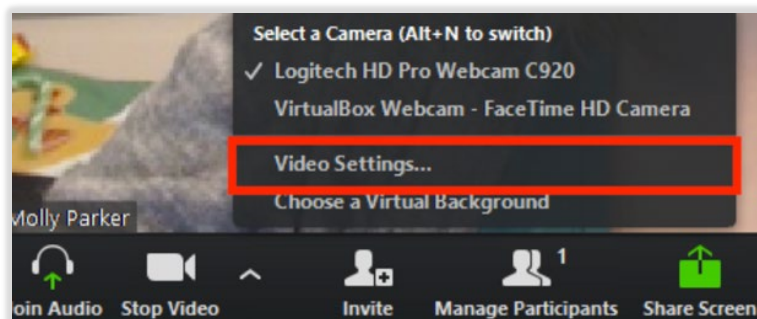 Select a Camera (Alt+N to switch)
✓ Logitech HD Pro Webcam C920
VirtualBox Webcam - FaceTime HD Camera
Video Settings...
Choose a Virtual Background
Molly Parker
1
oin Audio Stop Video Invite Manage Participants Share Screen